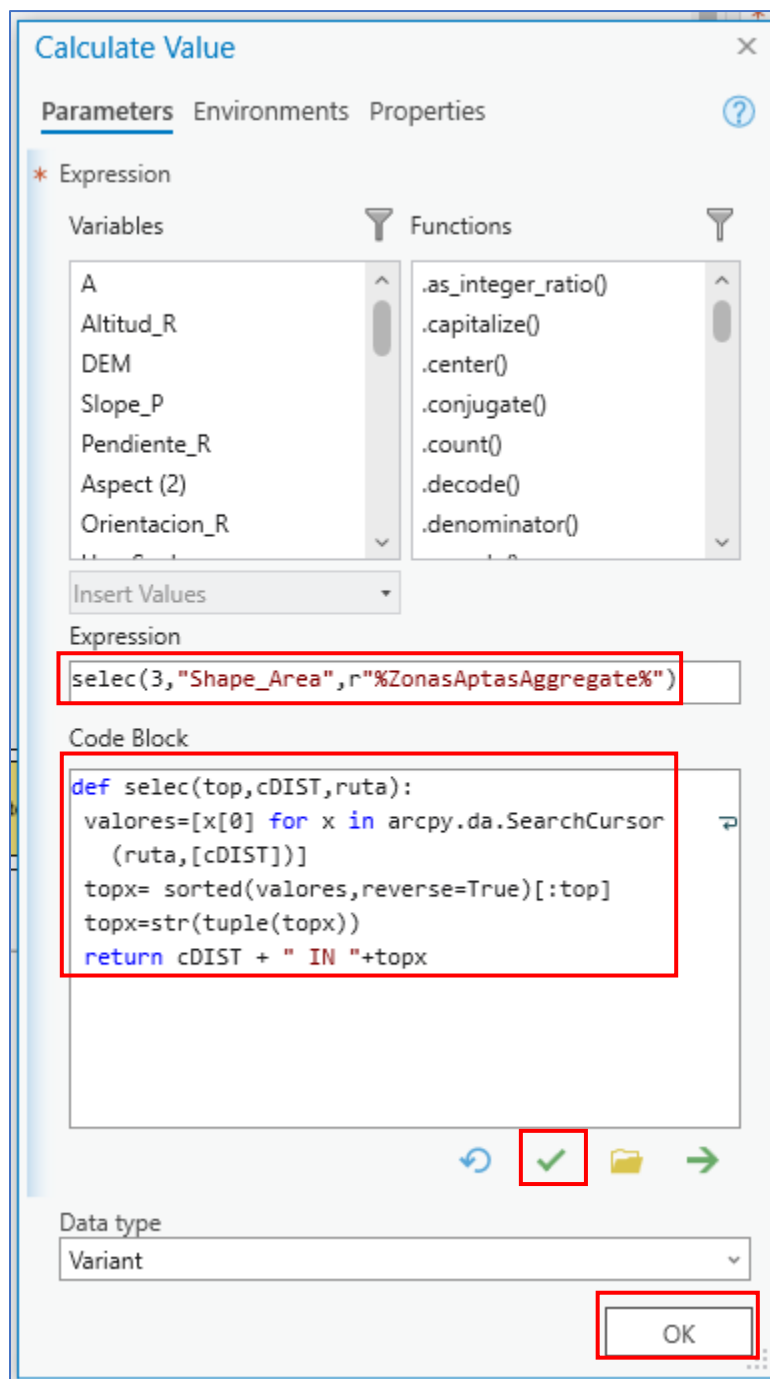 Calculate Value
Parameters Environments Properties
* Expression
Variables
Functions
A
Altitud_R
DEM
Slope_P
Pendiente_R
Aspect (2)
Orientacion_R
.as_integer_ratio()
.capitalize()
.center()
.conjugate()
.count()
.decode()
.denominator()
Insert Values
Expression
selec(3,"Shape_Area",r"%ZonasAptasAggregate%")
Code Block
def selec(top,cDIST,ruta):
valores=[x[0] for x in arcpy.da.SearchCursor
(ruta,[cDIST])]
topx= sorted(valores,reverse=True)[:top]
topx=str(tuple(topx))
return cDIST + " IN "+topx
Data type
Variant
OK